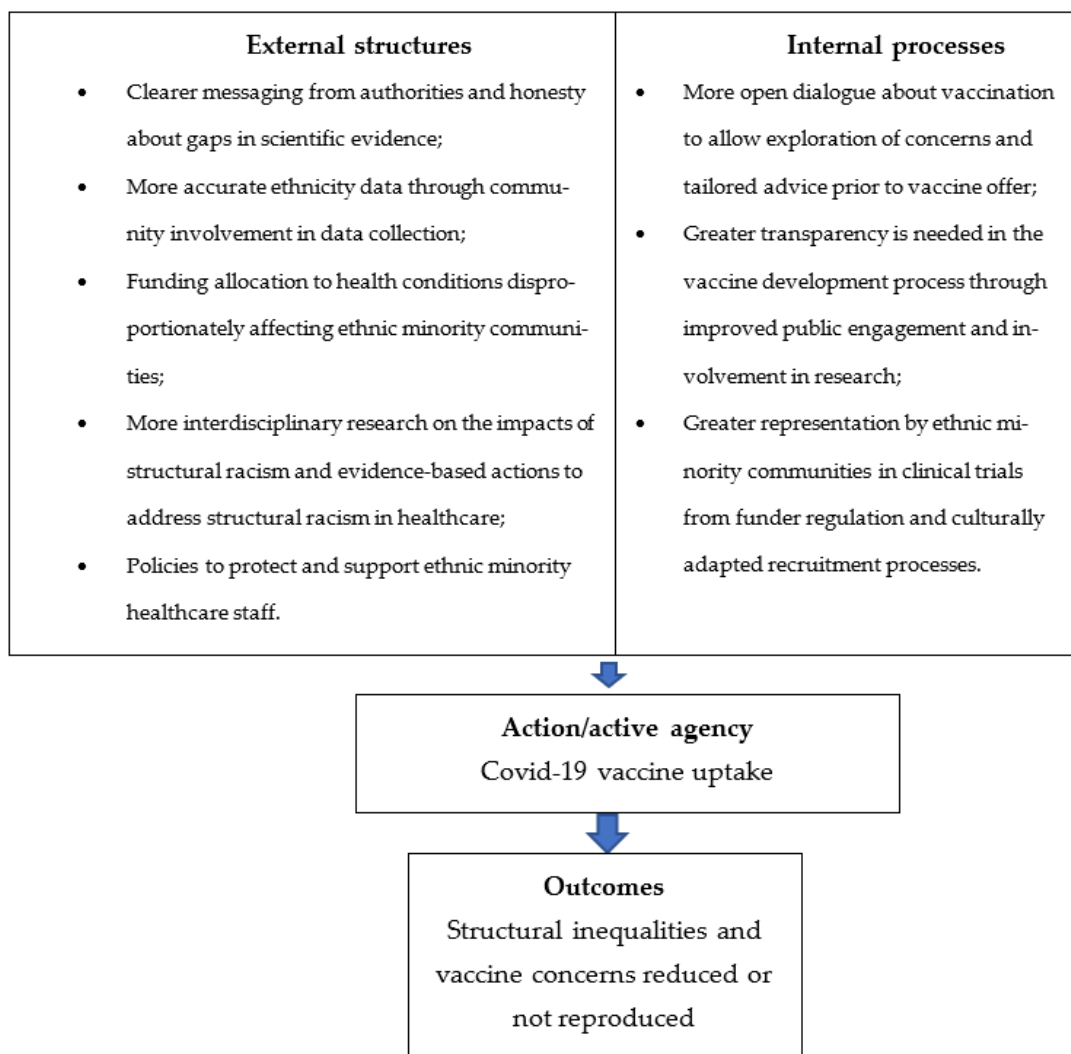 External structures
• Clearer messaging from authorities and honesty
about gaps in scientific evidence;
• More accurate ethnicity data through commu-
nity involvement in data collection;
• Funding allocation to health conditions dispro-
portionately affecting ethnic minority communi-
ties;
• More interdisciplinary research on the impacts of
structural racism and evidence-based actions to
address structural racism in healthcare;
• Policies to protect and support ethnic minority
healthcare staff.
Internal processes
• More open dialogue about vaccination
to allow exploration of concerns and
tailored advice prior to vaccine offer;
• Greater transparency is needed in the
vaccine development process through
improved public engagement and in-
volvement in research;
• Greater representation by ethnic mi-
nority communities in clinical trials
from funder regulation and culturally
adapted recruitment processes.
Action/active agency
Covid-19 vaccine uptake
Outcomes
Structural inequalities and
vaccine concerns reduced or
not reproduced